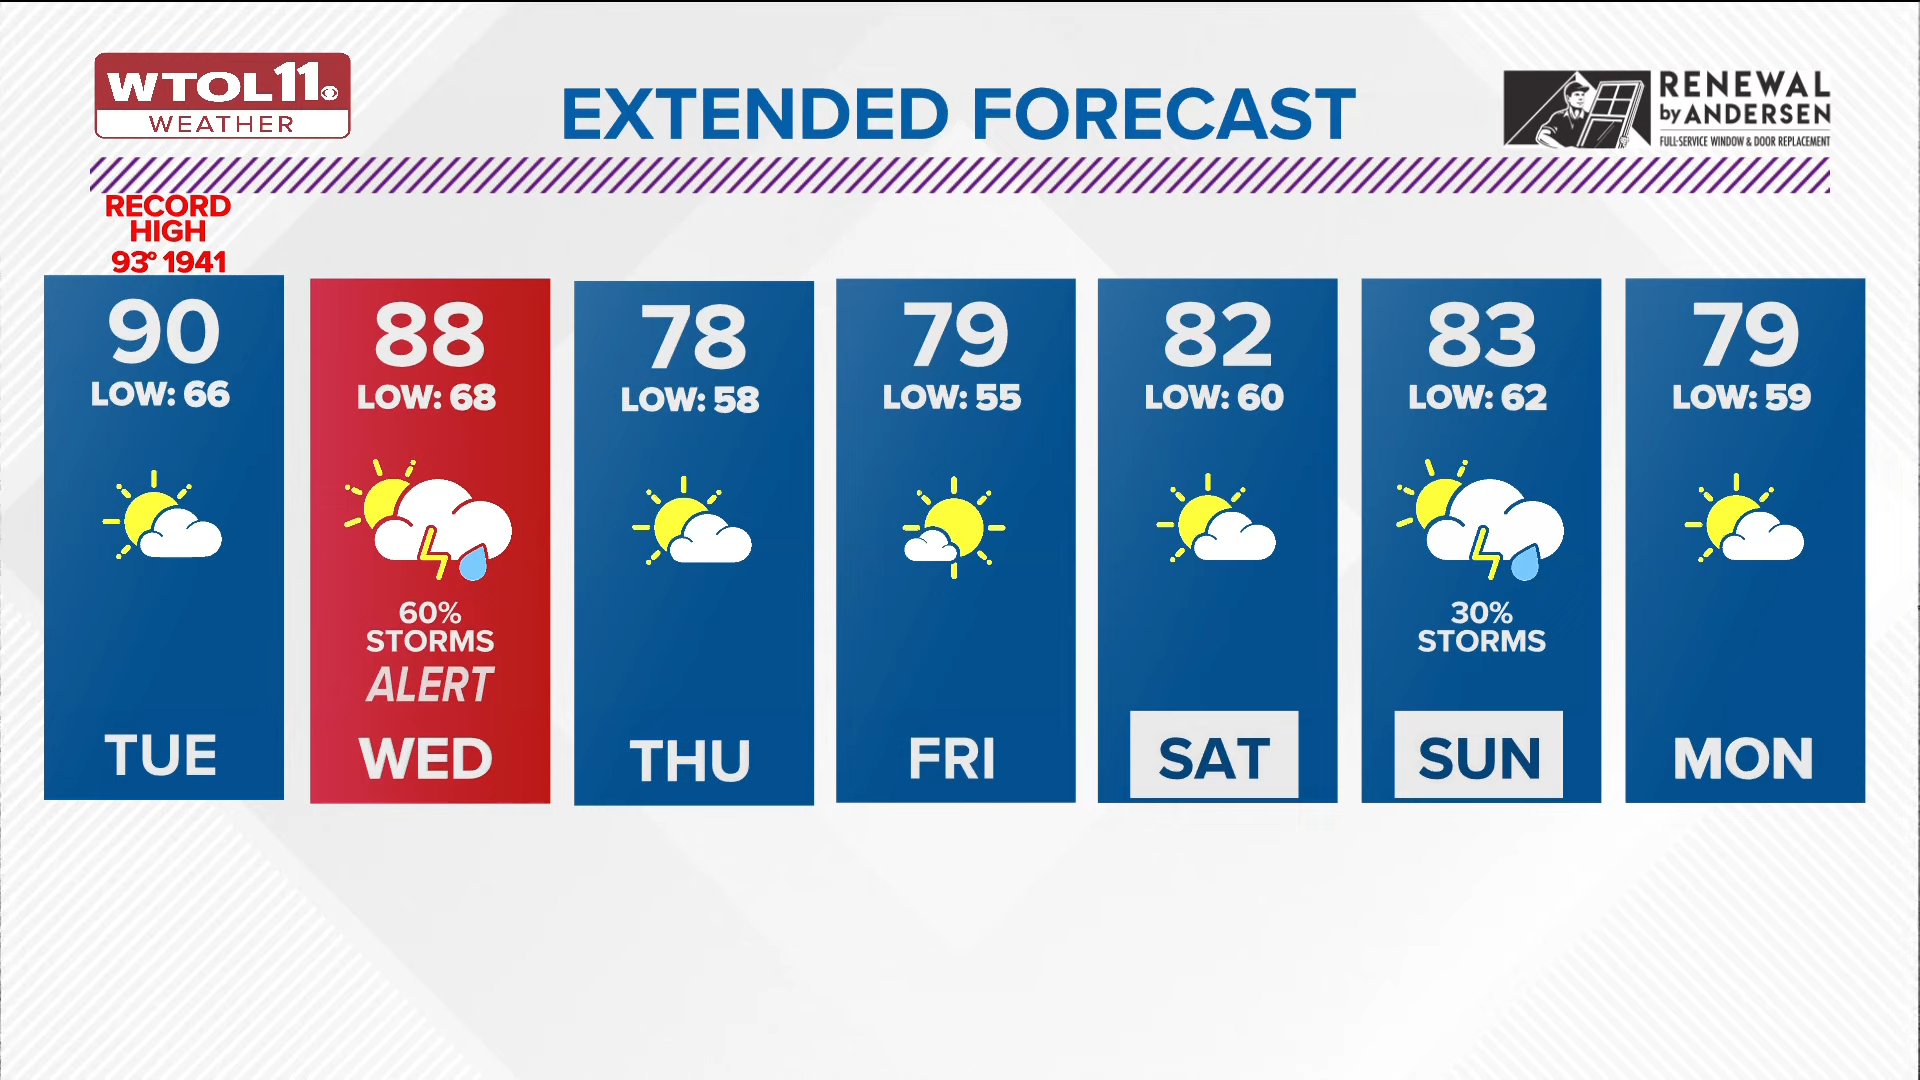 WTOL 11
WEATHER
EXTENDED FORECAST
RENEWAL
by ANDERSEN
FULL-SERVICE WINDOW & DOOR REPLACEMENT
RECORD
HIGH
93° 1941
90
LOW: 66
TUE
88
LOW: 68
60%
STORMS
ALERT
WED
78
LOW: 58
THU
79
LOW: 55
FRI
82
LOW: 60
SAT
83
LOW: 62
30%
STORMS
SUN
79
LOW: 59
MON